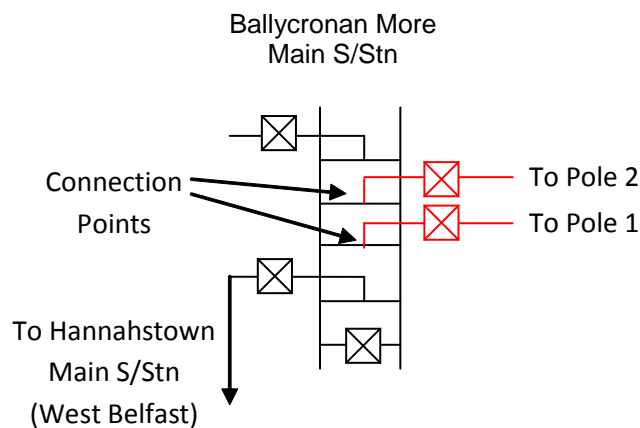 Ballycronan More
Main S/Stn
Connection
Points
To Pole 2
To Pole 1
To Hannahstown
Main S/Stn
(West Belfast)